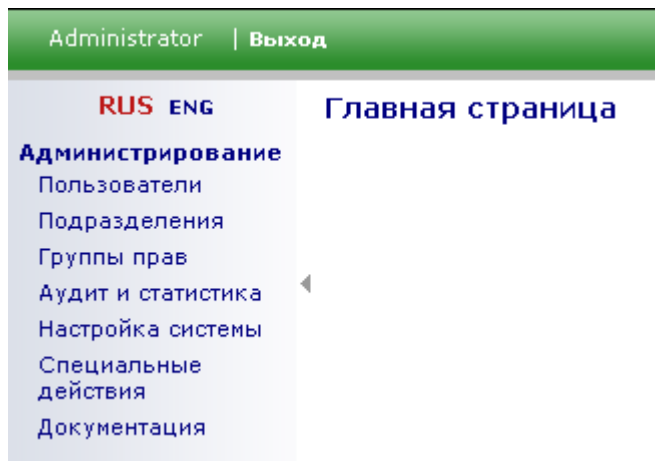 Administrator | Выход
RUS ENG
Главная страница
Администрирование
Пользователи
Подразделения
Группы прав
Аудит и статистика
Настройка системы
Специальные
действия
Документация